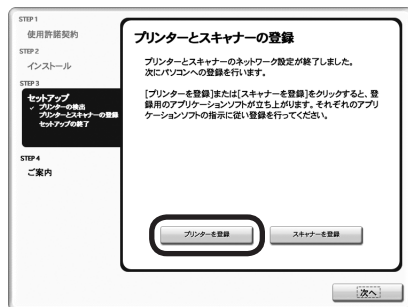 STEP 1
使用許諾契約
STEP 2
インストール
STEP 3
セットアップ
✓ プリンターの検出
プリンターとスキャナーの登録
セットアップの終了
STEP 4
ご案内
プリンターとスキャナーの登録
プリンターとスキャナーのネットワーク設定が終了しました。
次にパソコンへの登録を行います。
[プリンターを登録]または[スキャナーを登録]をクリックすると、登
録用のアプリケーションソフトが立ち上がります。それぞれのアプリ
ケーションソフトの指示に従い登録を行ってください。
プリンターを登録
スキャナーを登録
次へ